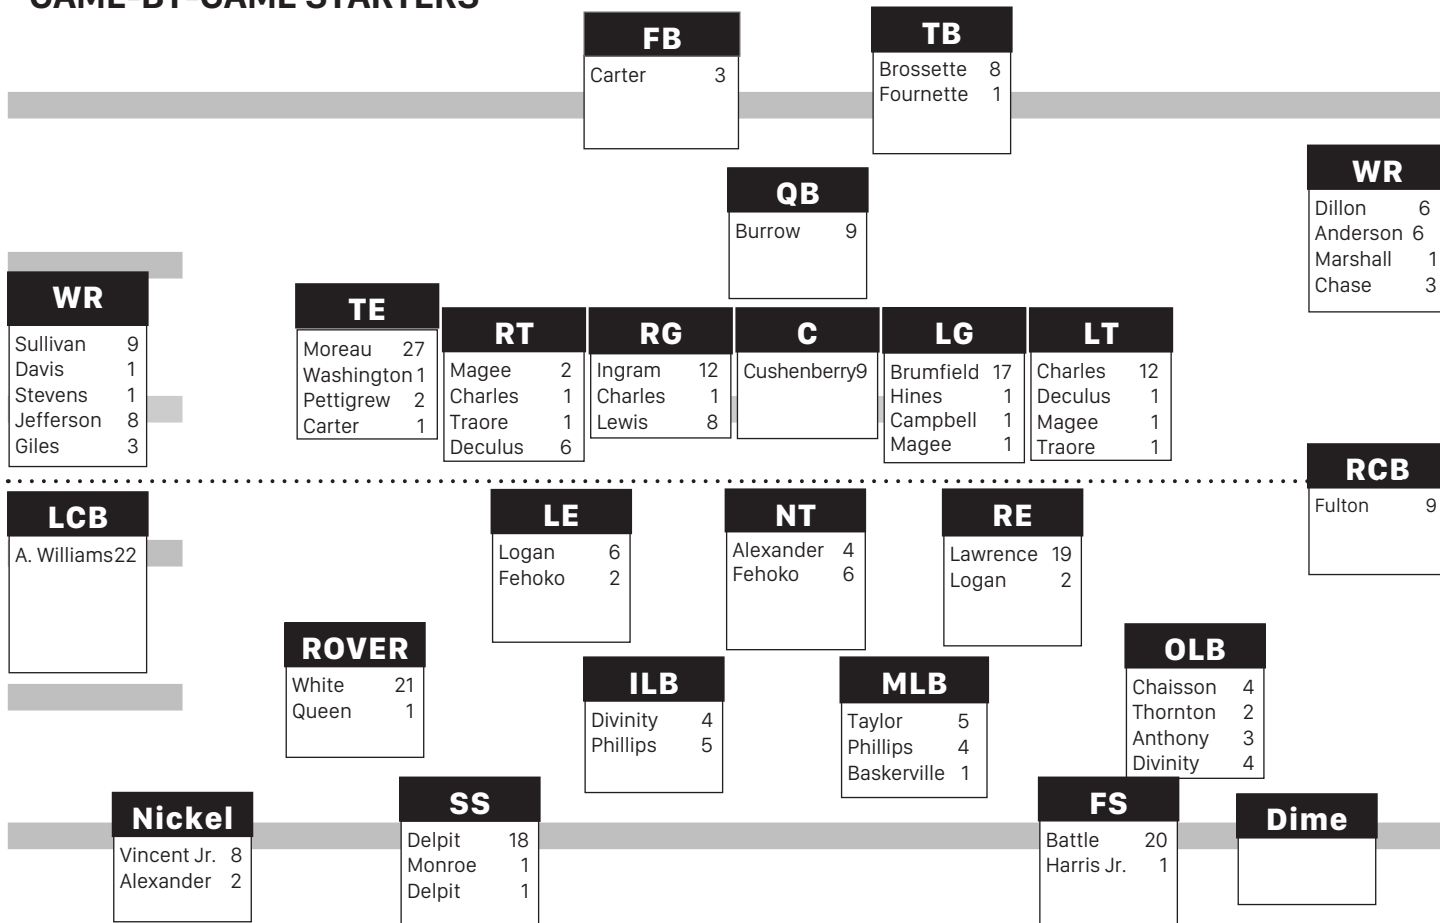 GAME-BY-GAME STARTERS
FB
Carter 3
TB
Brossette 8
Fournette 1
WR
Dillon 6
Anderson 6
Marshall 1
Chase 3
QB
Burrow 9
WR
Sullivan 9
Davis 1
Stevens 1
Jefferson 8
Giles 3
TE
Moreau 27
Washington 1
Pettigrew 2
Carter 1
RT
Magee 2
Charles 1
Traore 1
Deculus 6
RG
Ingram 12
Charles 1
Lewis 8
C
Cushenberry9
LG
Brumfield 17
Hines 1
Campbell 1
Magee 1
LT
Charles 12
Deculus 1
Magee 1
Traore 1
RCB
Fulton 9
LCB
A. Williams22
LE
Logan 6
Fehoko 2
NT
Alexander 4
Fehoko 6
RE
Lawrence 19
Logan 2
ROVER
White 21
Queen 1
ILB
Divinity 4
Phillips 5
MLB
Taylor 5
Phillips 4
Baskerville 1
OLB
Chaisson 4
Thornton 2
Anthony 3
Divinity 4
Nickel
Vincent Jr. 8
Alexander 2
SS
Delpit 18
Monroe 1
Delpit 1
FS
Battle 20
Harris Jr. 1
Dime